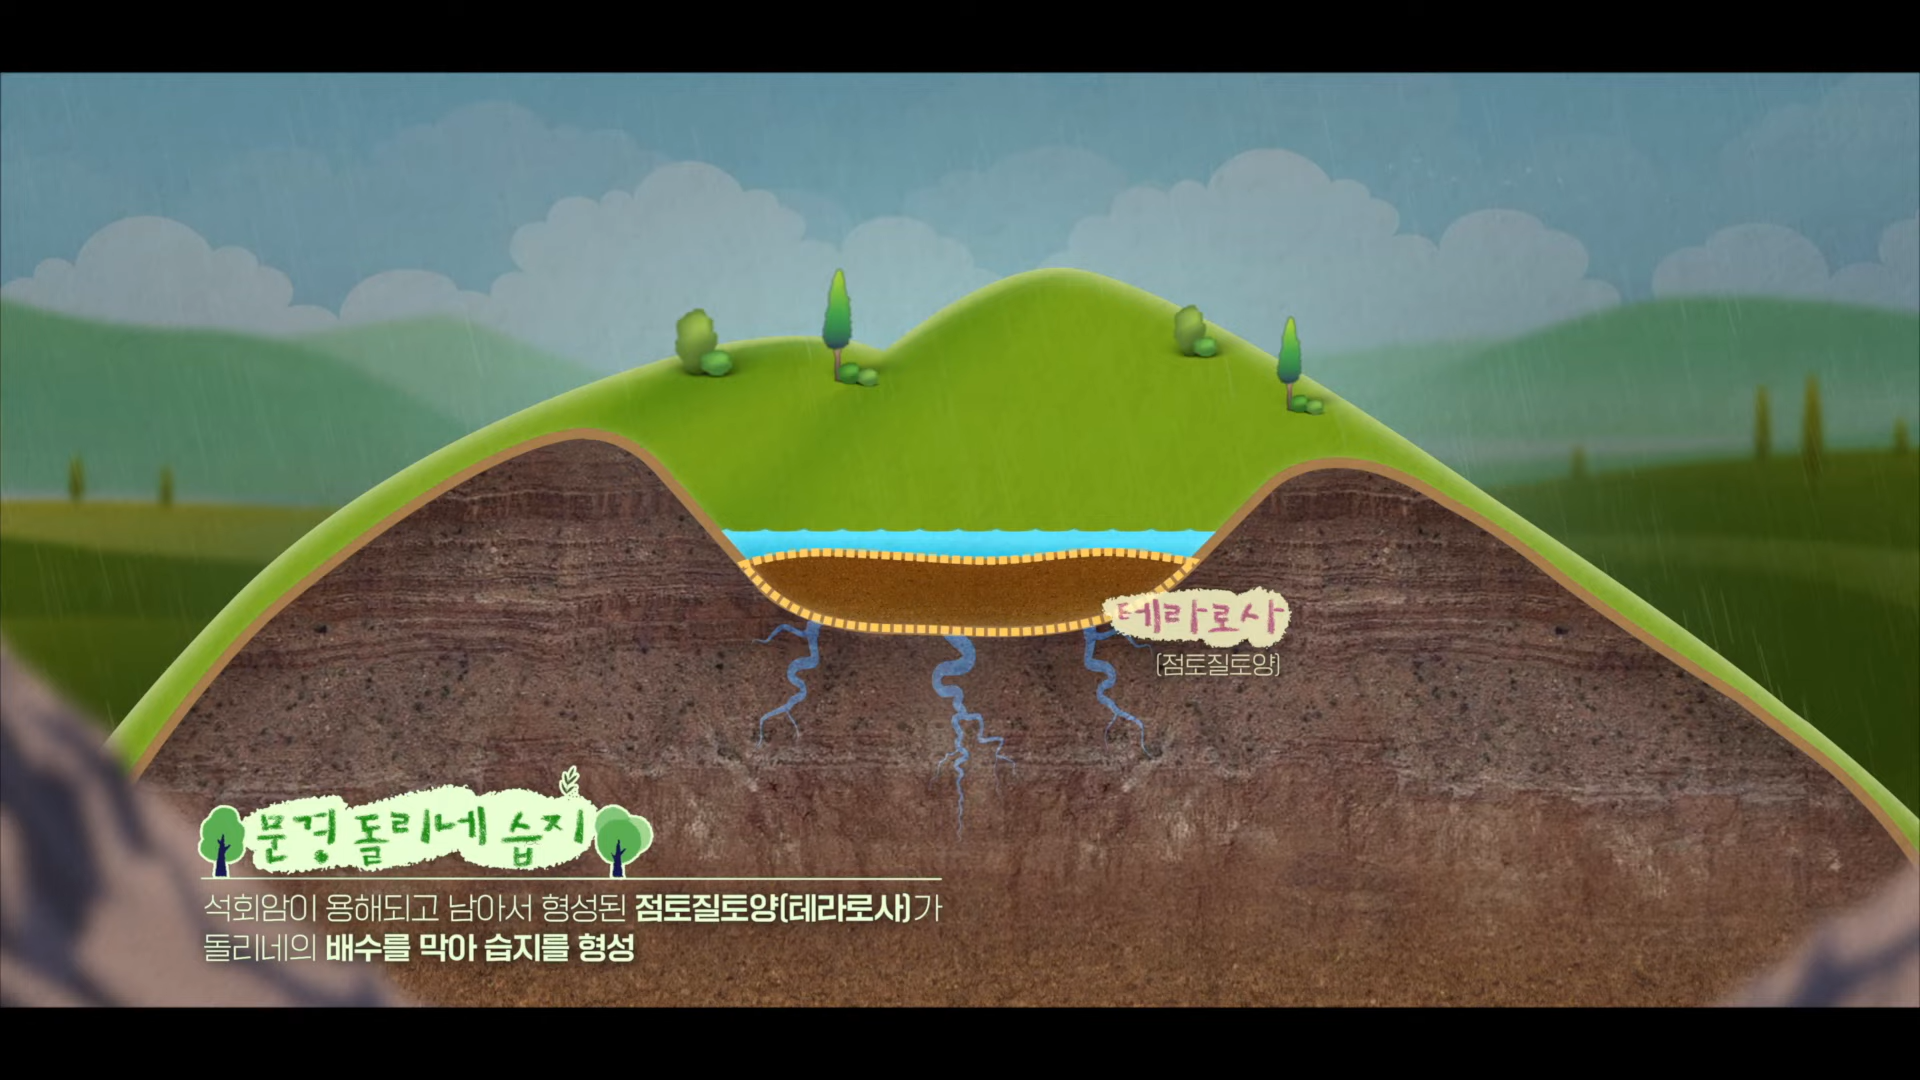 테라로사
(점토질토양)
문경 돌리네 습지
석회암이 용해되고 남아서 형성된 점토질토양(테라로사)가
돌리네의 배수를 막아 습지를 형성